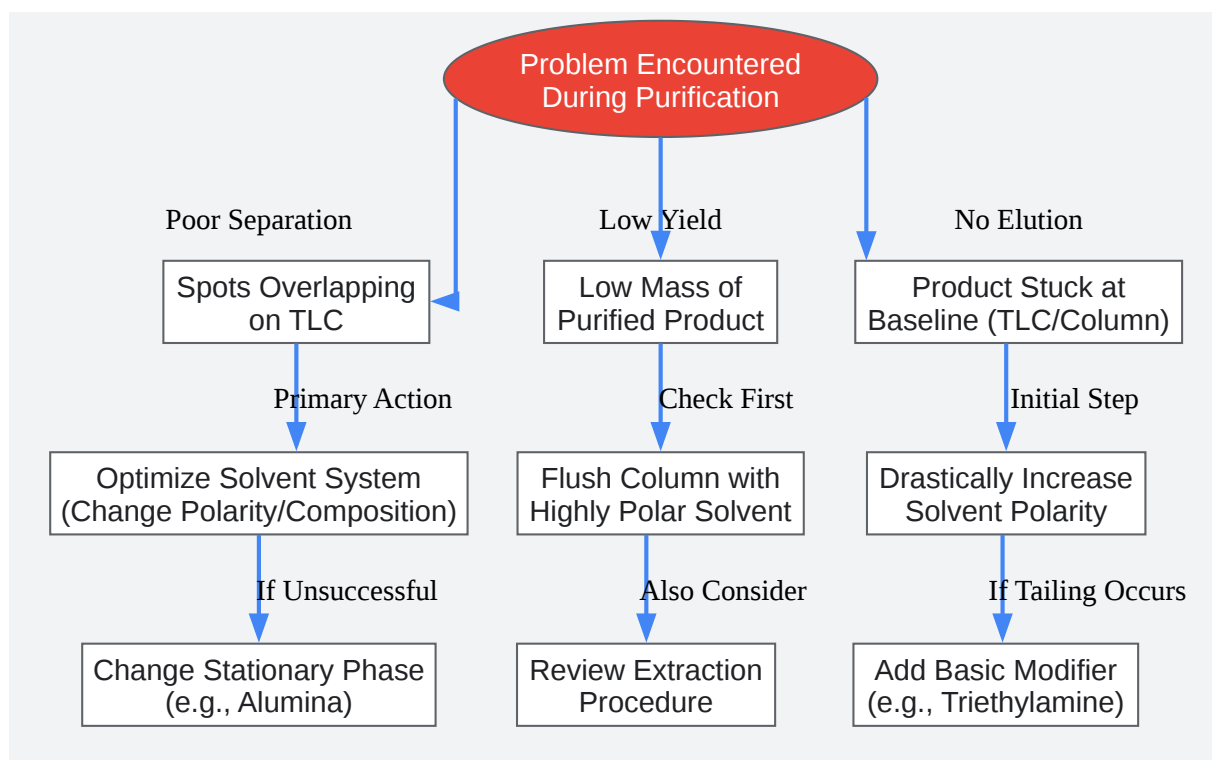 Problem Encountered
During Purification
Poor Separation
Low Yield
No Elution
Spots Overlapping
on TLC
Low Mass of
Purified Product
Product Stuck at
Baseline (TLC/Column)
Primary Action
Check First
Initial Step
Optimize Solvent System
(Change Polarity/Composition)
Flush Column with
Highly Polar Solvent
Drastically Increase
Solvent Polarity
If Unsuccessful
Also Consider
If Tailing Occurs
Change Stationary Phase
(e.g., Alumina)
Review Extraction
Procedure
Add Basic Modifier
(e.g., Triethylamine)